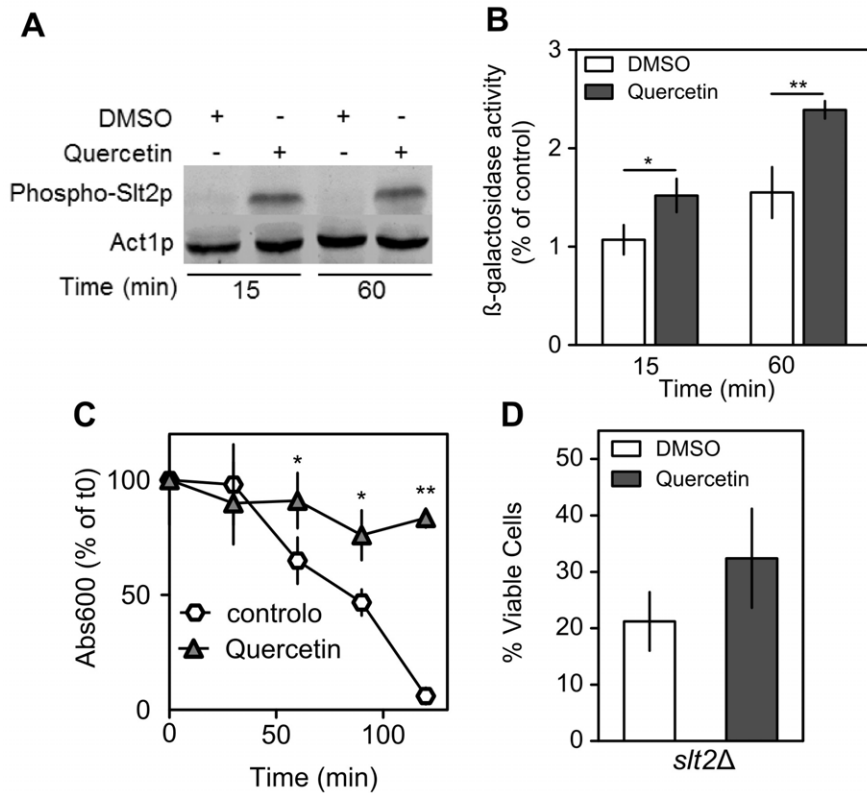 A
DMSO + - + -
Quercetin - + - +
Phospho-Slt2p
Act1p
Time (min) 15 60
B
3
2
1
0
ß-galactosidase activity
(% of control)
DMSO
Quercetin
*
**
15 60
Time (min)
C
100
50
0
Abs600 (% of t0)
* * **
controlo
Quercetin
0 50 100
Time (min)
D
50
40
30
20
10
0
% Viable Cells
DMSO
Quercetin
slt2Δ